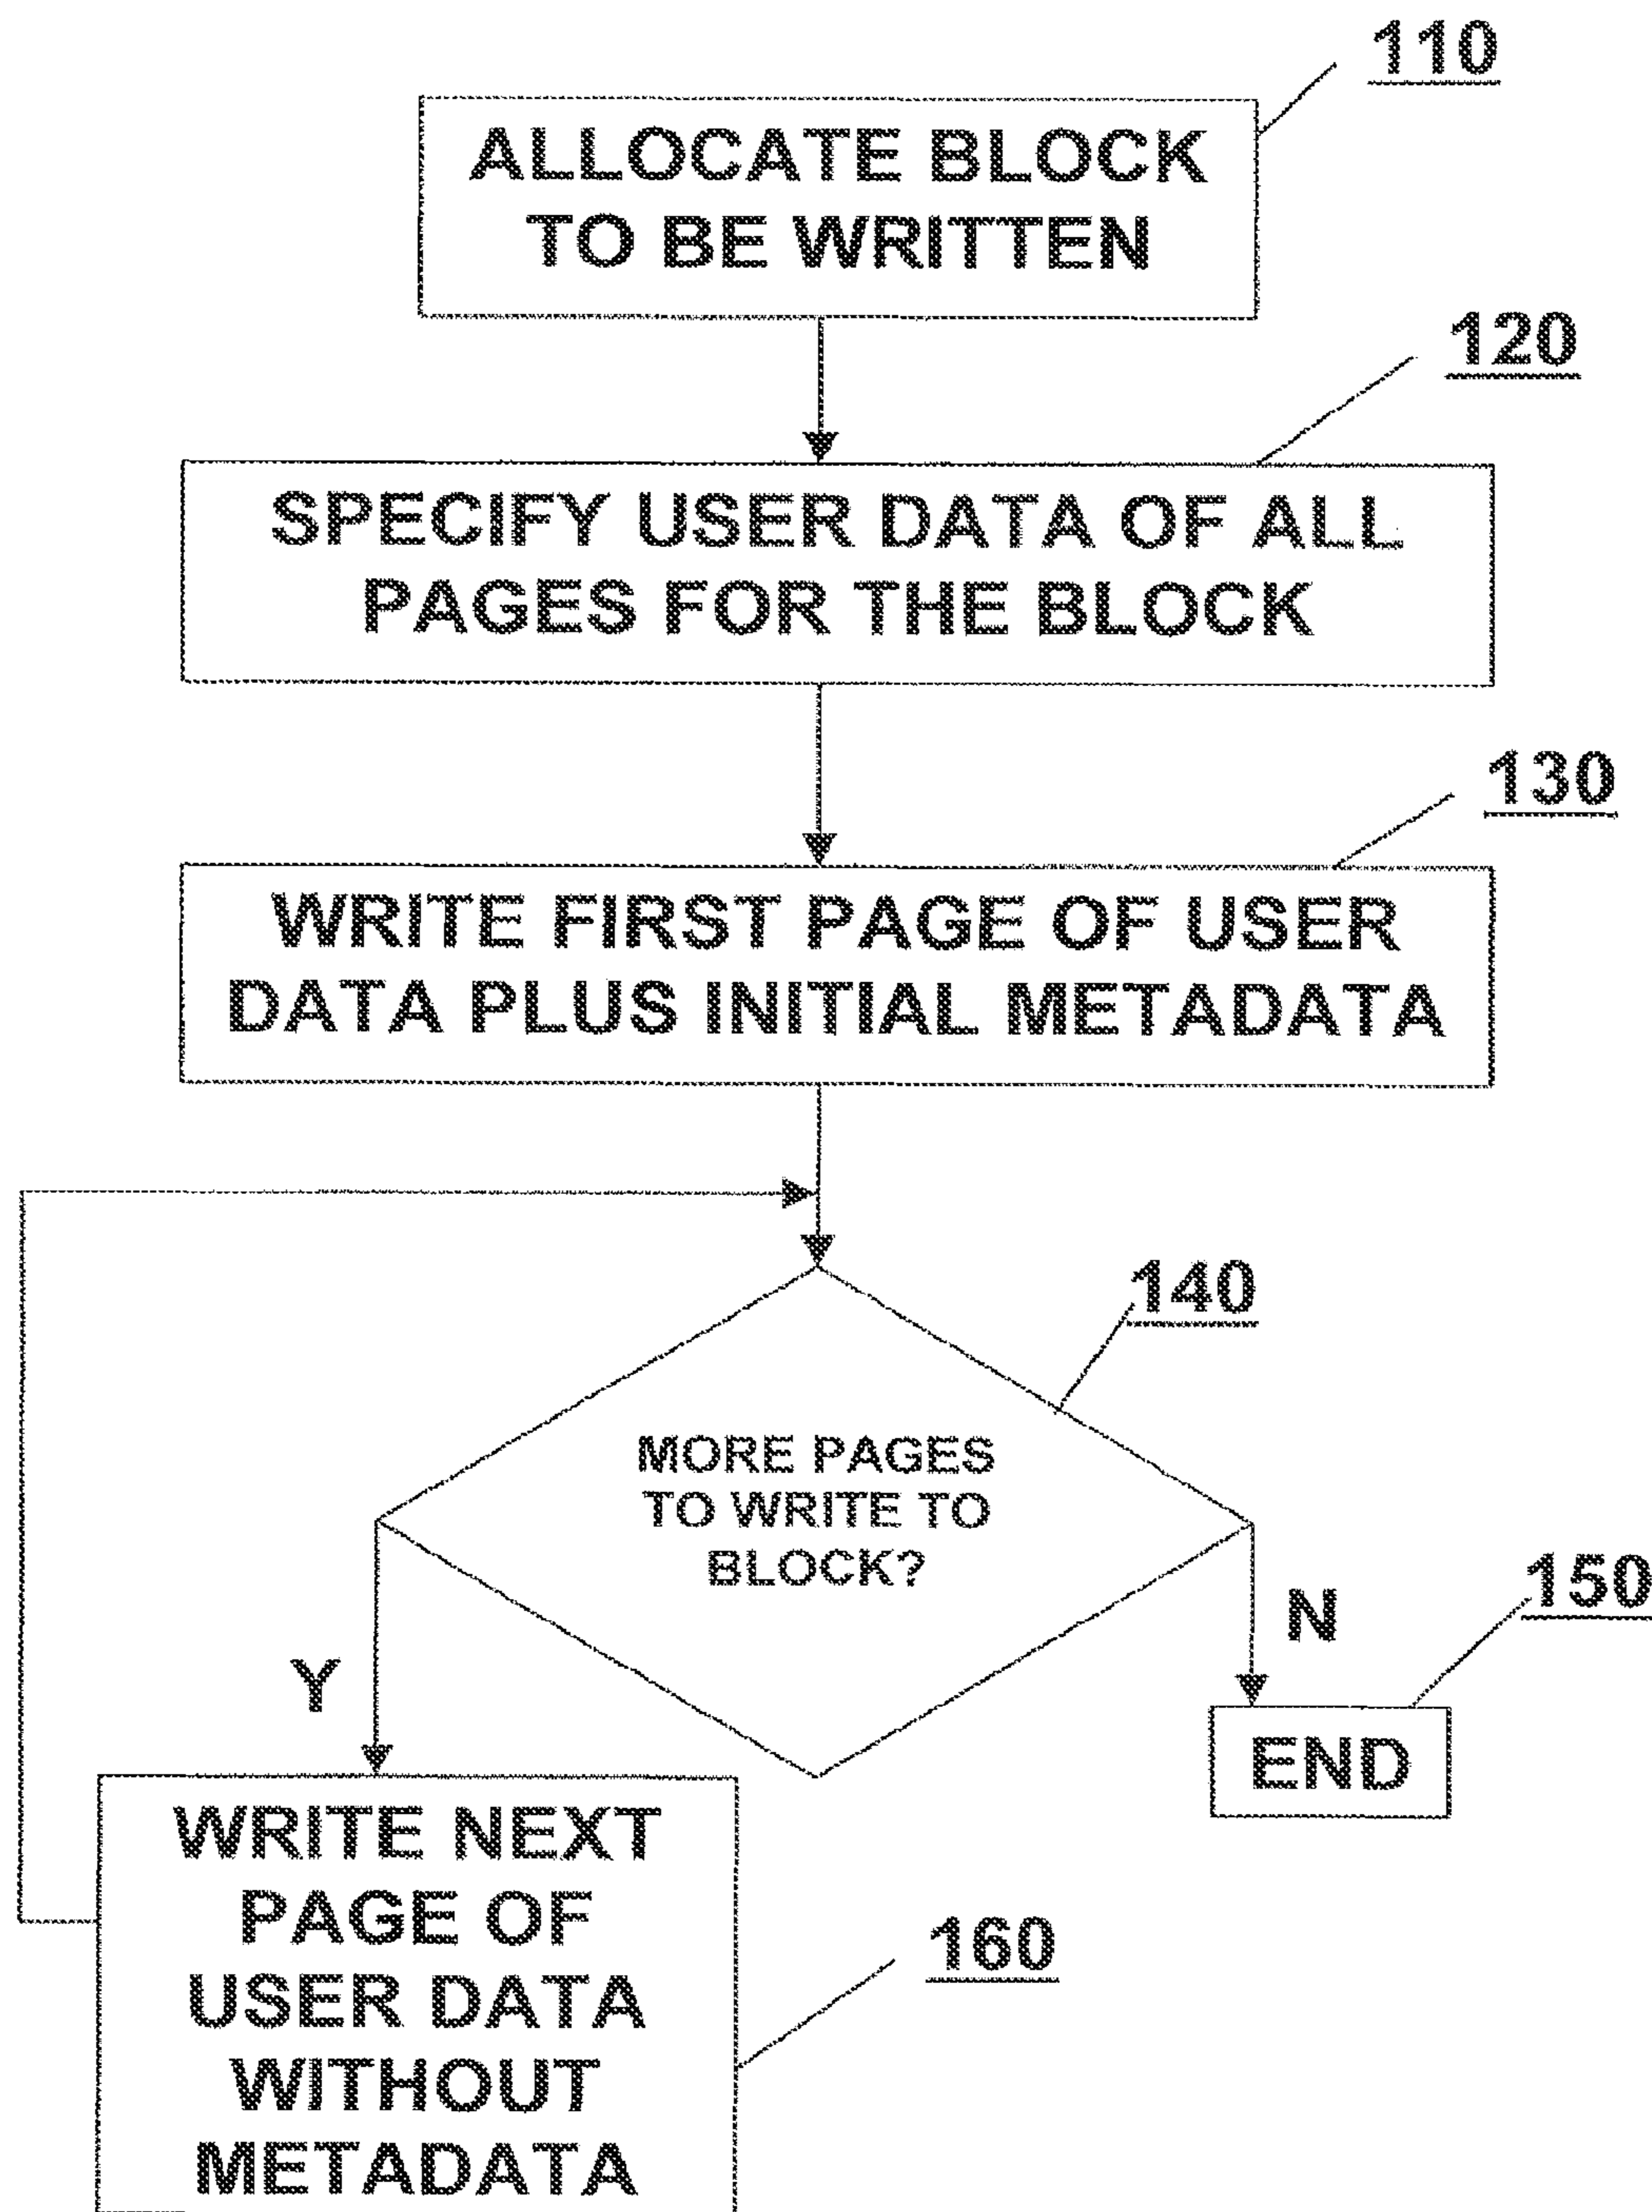 110
ALLOCATE BLOCK
TO BE WRITTEN
120
SPECIFY USER DATA OF ALL
PAGES FOR THE BLOCK
130
WRITE FIRST PAGE OF USER
DATA PLUS INITIAL METADATA
140
MORE PAGES
TO WRITE TO
BLOCK?
150
N
Y
END
WRITE NEXT
PAGE OF
USER DATA
WITHOUT
METADATA
160